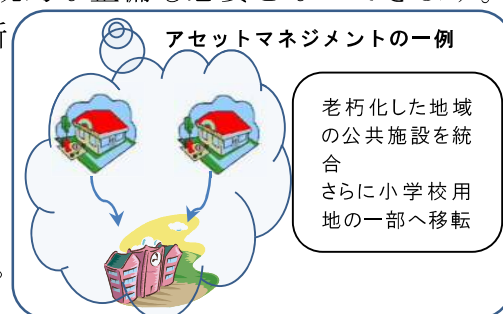 アセットマネジメントの一例
老朽化した地域
の公共施設を統
合
さらに小学校用
地の一部へ移転